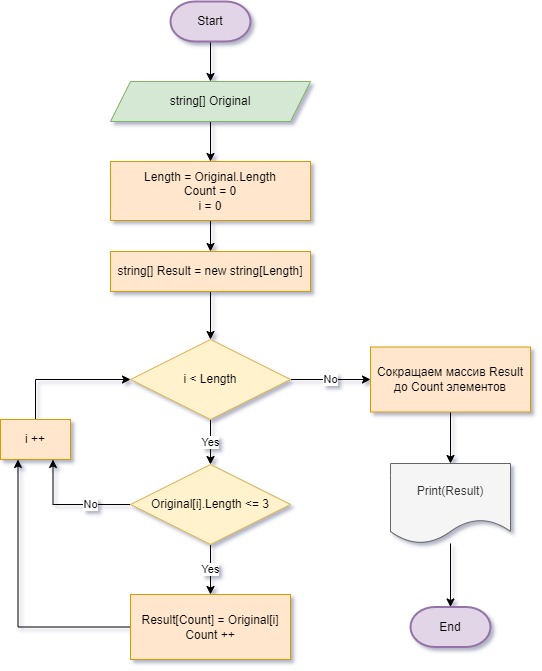 Start
string[] Original
Length = Original.Length
Count = 0
i = 0
string[] Result = new string[Length]
i < Length
No
Сокращаем массив Result
до Count элементов
i ++
Yes
Original[i].Length <= 3
No
Print(Result)
Yes
Result[Count] = Original[i]
Count ++
End